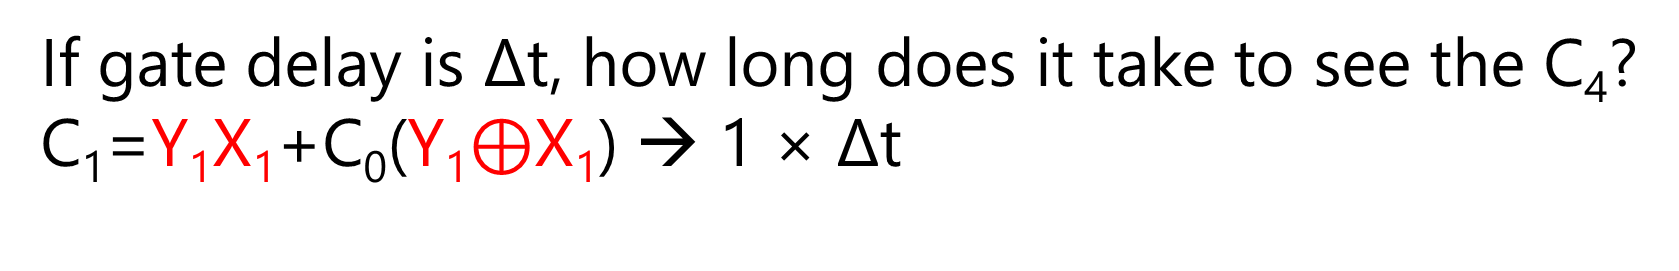 If gate delay is Δt, how long does it take to see the C₄?
C₁=Y₁X₁+C₀(Y₁⊕X₁) → 1 × Δt